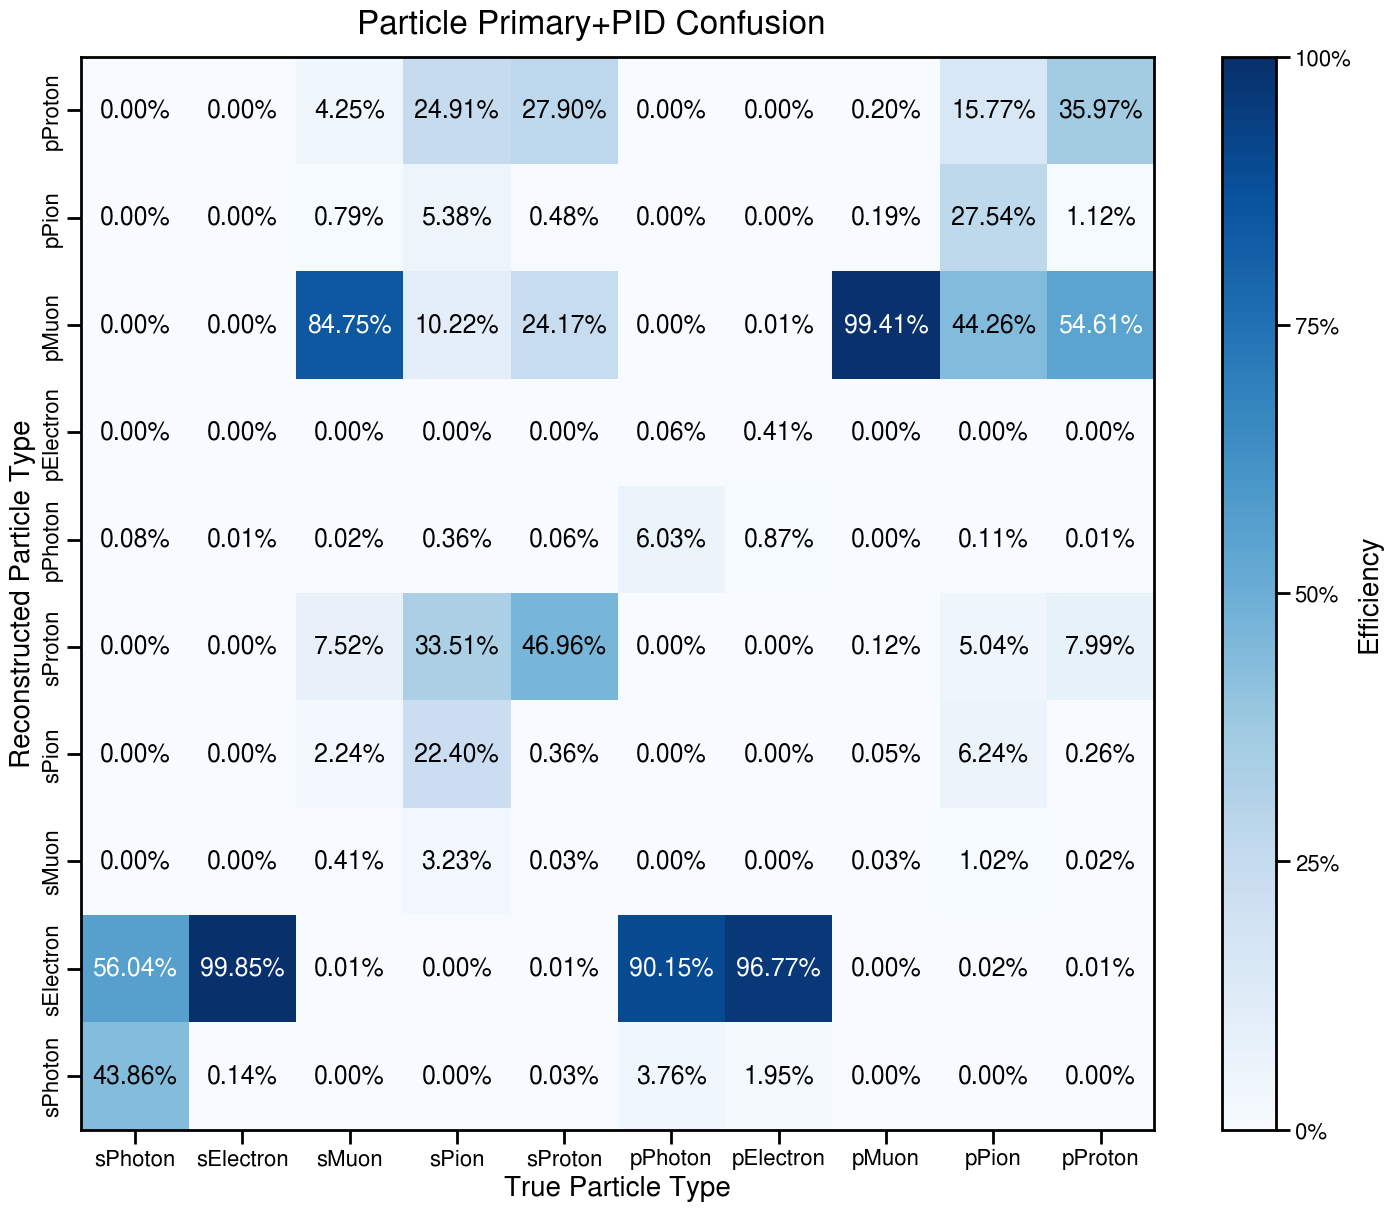 Particle Primary+PID Confusion
Reconstructed Particle Type
pProton 0.00% 0.00% 4.25% 24.91% 27.90% 0.00% 0.00% 0.20% 15.77% 35.97%
pPion 0.00% 0.00% 0.79% 5.38% 0.48% 0.00% 0.00% 0.19% 27.54% 1.12%
pMuon 0.00% 0.00% 84.75% 10.22% 24.17% 0.00% 0.01% 99.41% 44.26% 54.61%
pElectron 0.00% 0.00% 0.00% 0.00% 0.00% 0.06% 0.41% 0.00% 0.00% 0.00%
pPhoton 0.08% 0.01% 0.02% 0.36% 0.06% 6.03% 0.87% 0.00% 0.11% 0.01%
sProton 0.00% 0.00% 7.52% 33.51% 46.96% 0.00% 0.00% 0.12% 5.04% 7.99%
sPion 0.00% 0.00% 2.24% 22.40% 0.36% 0.00% 0.00% 0.05% 6.24% 0.26%
sMuon 0.00% 0.00% 0.41% 3.23% 0.03% 0.00% 0.00% 0.03% 1.02% 0.02%
sElectron 56.04% 99.85% 0.01% 0.00% 0.01% 90.15% 96.77% 0.00% 0.02% 0.01%
sPhoton 43.86% 0.14% 0.00% 0.00% 0.03% 3.76% 1.95% 0.00% 0.00% 0.00%
sPhoton sElectron sMuon sPion sProton pPhoton pElectron pMuon pPion pProton
True Particle Type
100%
75%
50%
25%
0%
Efficiency